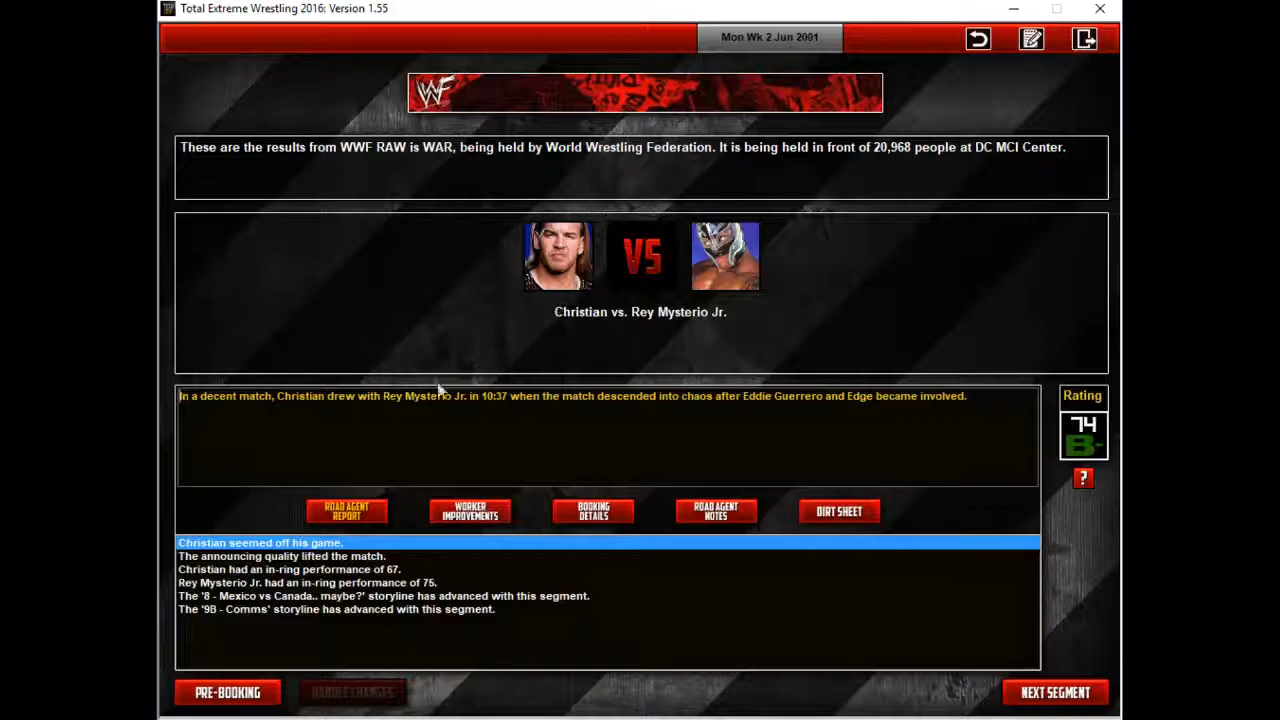 Total Extreme Wrestling 2016: Version 1.55
Mon Wk 2 Jun 2001
These are the results from WWF RAW is WAR, being held by World Wrestling Federation. It is being held in front of 20,968 people at DC MCI Center.
VS
Christian vs. Rey Mysterio Jr.
In a decent match, Christian drew with Rey Mysterio Jr. in 10:37 when the match descended into chaos after Eddie Guerrero and Edge became involved.
Rating
74
B-
?
ROAD AGENT REPORT
WORKER IMPROVEMENTS
BOOKING DETAILS
ROAD AGENT NOTES
DIRT SHEET
Christian seemed off his game.
The announcing quality lifted the match.
Christian had an in-ring performance of 67.
Rey Mysterio Jr. had an in-ring performance of 75.
The '8 - Mexico vs Canada.. maybe?' storyline has advanced with this segment.
The '9B - Comms' storyline has advanced with this segment.
PRE-BOOKING
HANDLE CHANGES
NEXT SEGMENT